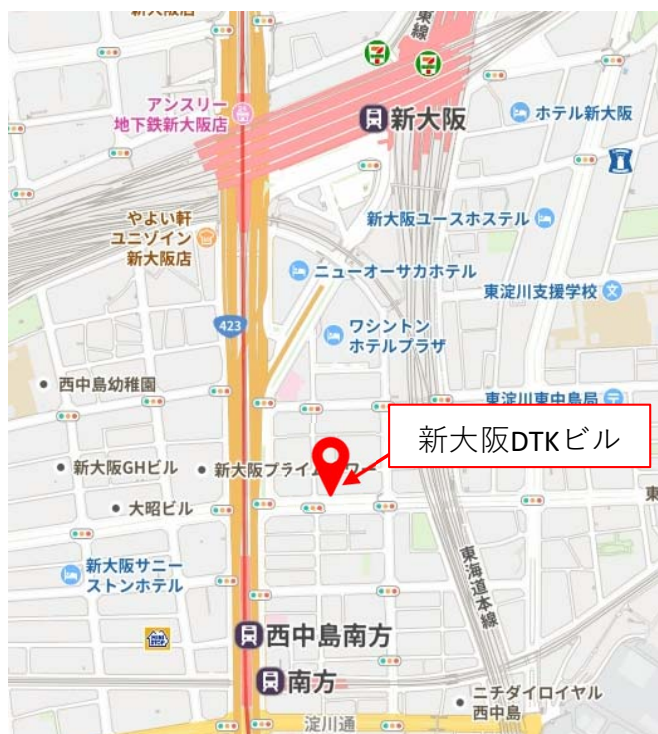 東線
アンスリー
地下鉄新大阪店
新大阪
ホテル新大阪
やよい軒
ユニゾイン
新大阪店
新大阪ユースホステル
ニューオーサカホテル
東淀川支援学校
423
ワシントン
ホテルプラザ
西中島幼稚園
東淀川東中島局
新大阪DTKビル
新大阪GHビル
新大阪プライムタワー
大昭ビル
東
新大阪サニー
ストンホテル
東海道本線
MINI STOP
西中島南方
南方
ニチダイロイヤル
西中島
淀川通